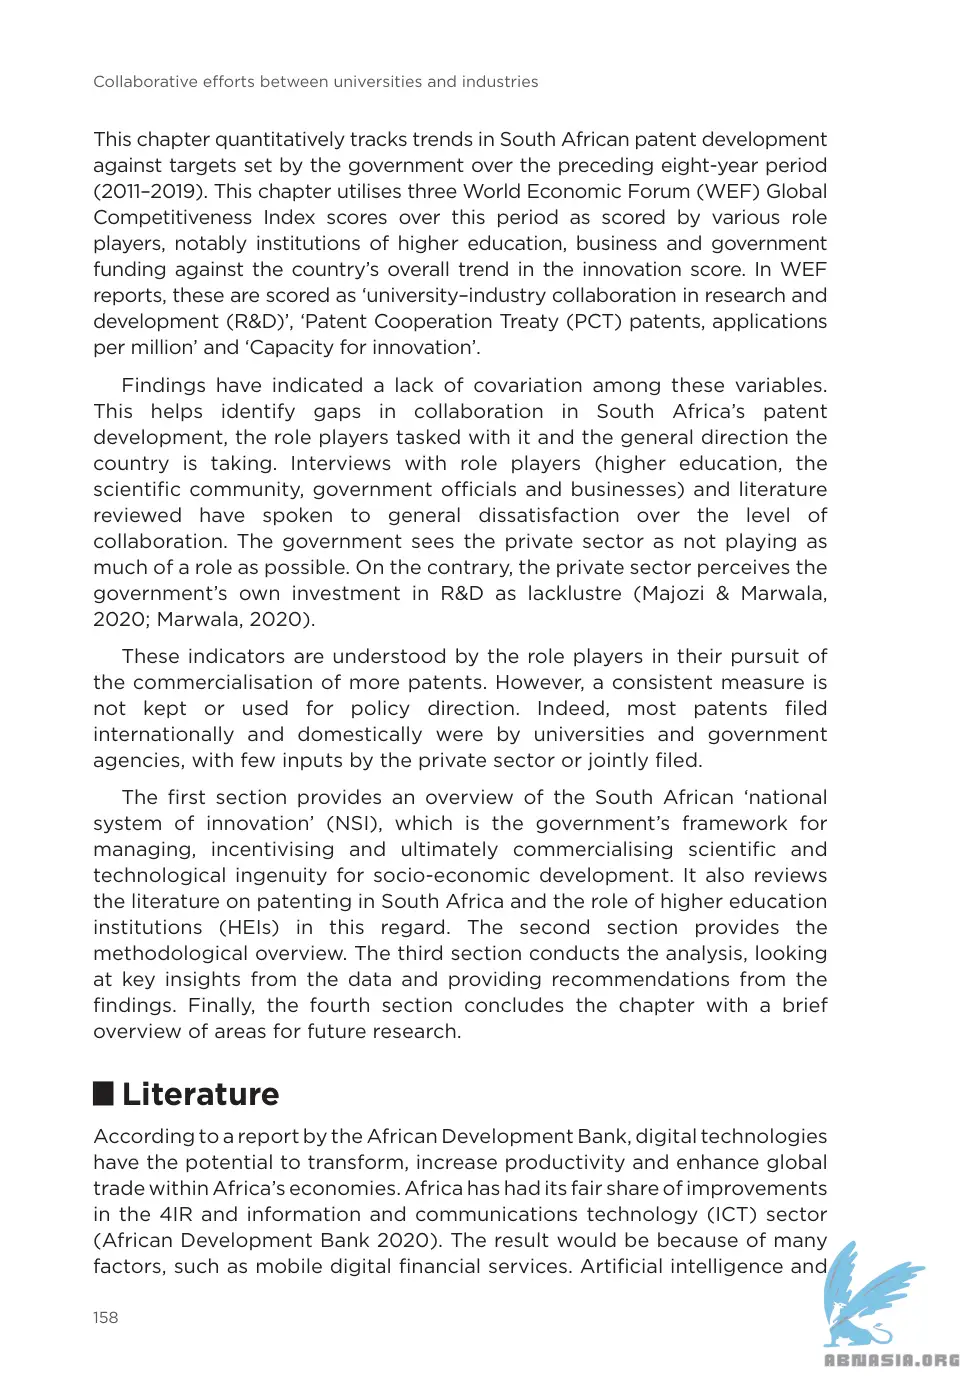 Collaborative efforts between universities and industries
This chapter quantitatively tracks trends in South African patent development
against targets set by the government over the preceding eight-year period
(2011–2019). This chapter utilises three World Economic Forum (WEF) Global
Competitiveness Index scores over this period as scored by various role
players, notably institutions of higher education, business and government
funding against the country’s overall trend in the innovation score. In WEF
reports, these are scored as ‘university–industry collaboration in research and
development (R&D)’, ‘Patent Cooperation Treaty (PCT) patents, applications
per million’ and ‘Capacity for innovation’.
Findings have indicated a lack of covariation among these variables.
This helps identify gaps in collaboration in South Africa’s patent
development, the role players tasked with it and the general direction the
country is taking. Interviews with role players (higher education, the
scientific community, government officials and businesses) and literature
reviewed have spoken to general dissatisfaction over the level of
collaboration. The government sees the private sector as not playing as
much of a role as possible. On the contrary, the private sector perceives the
government’s own investment in R&D as lacklustre (Majozi & Marwala,
2020; Marwala, 2020).
These indicators are understood by the role players in their pursuit of
the commercialisation of more patents. However, a consistent measure is
not kept or used for policy direction. Indeed, most patents filed
internationally and domestically were by universities and government
agencies, with few inputs by the private sector or jointly filed.
The first section provides an overview of the South African ‘national
system of innovation’ (NSI), which is the government’s framework for
managing, incentivising and ultimately commercialising scientific and
technological ingenuity for socio-economic development. It also reviews
the literature on patenting in South Africa and the role of higher education
institutions (HEIs) in this regard. The second section provides the
methodological overview. The third section conducts the analysis, looking
at key insights from the data and providing recommendations from the
findings. Finally, the fourth section concludes the chapter with a brief
overview of areas for future research.
Literature
According to a report by the African Development Bank, digital technologies
have the potential to transform, increase productivity and enhance global
trade within Africa’s economies. Africa has had its fair share of improvements
in the 4IR and information and communications technology (ICT) sector
(African Development Bank 2020). The result would be because of many
factors, such as mobile digital financial services. Artificial intelligence and
158
ABNASIA.ORG